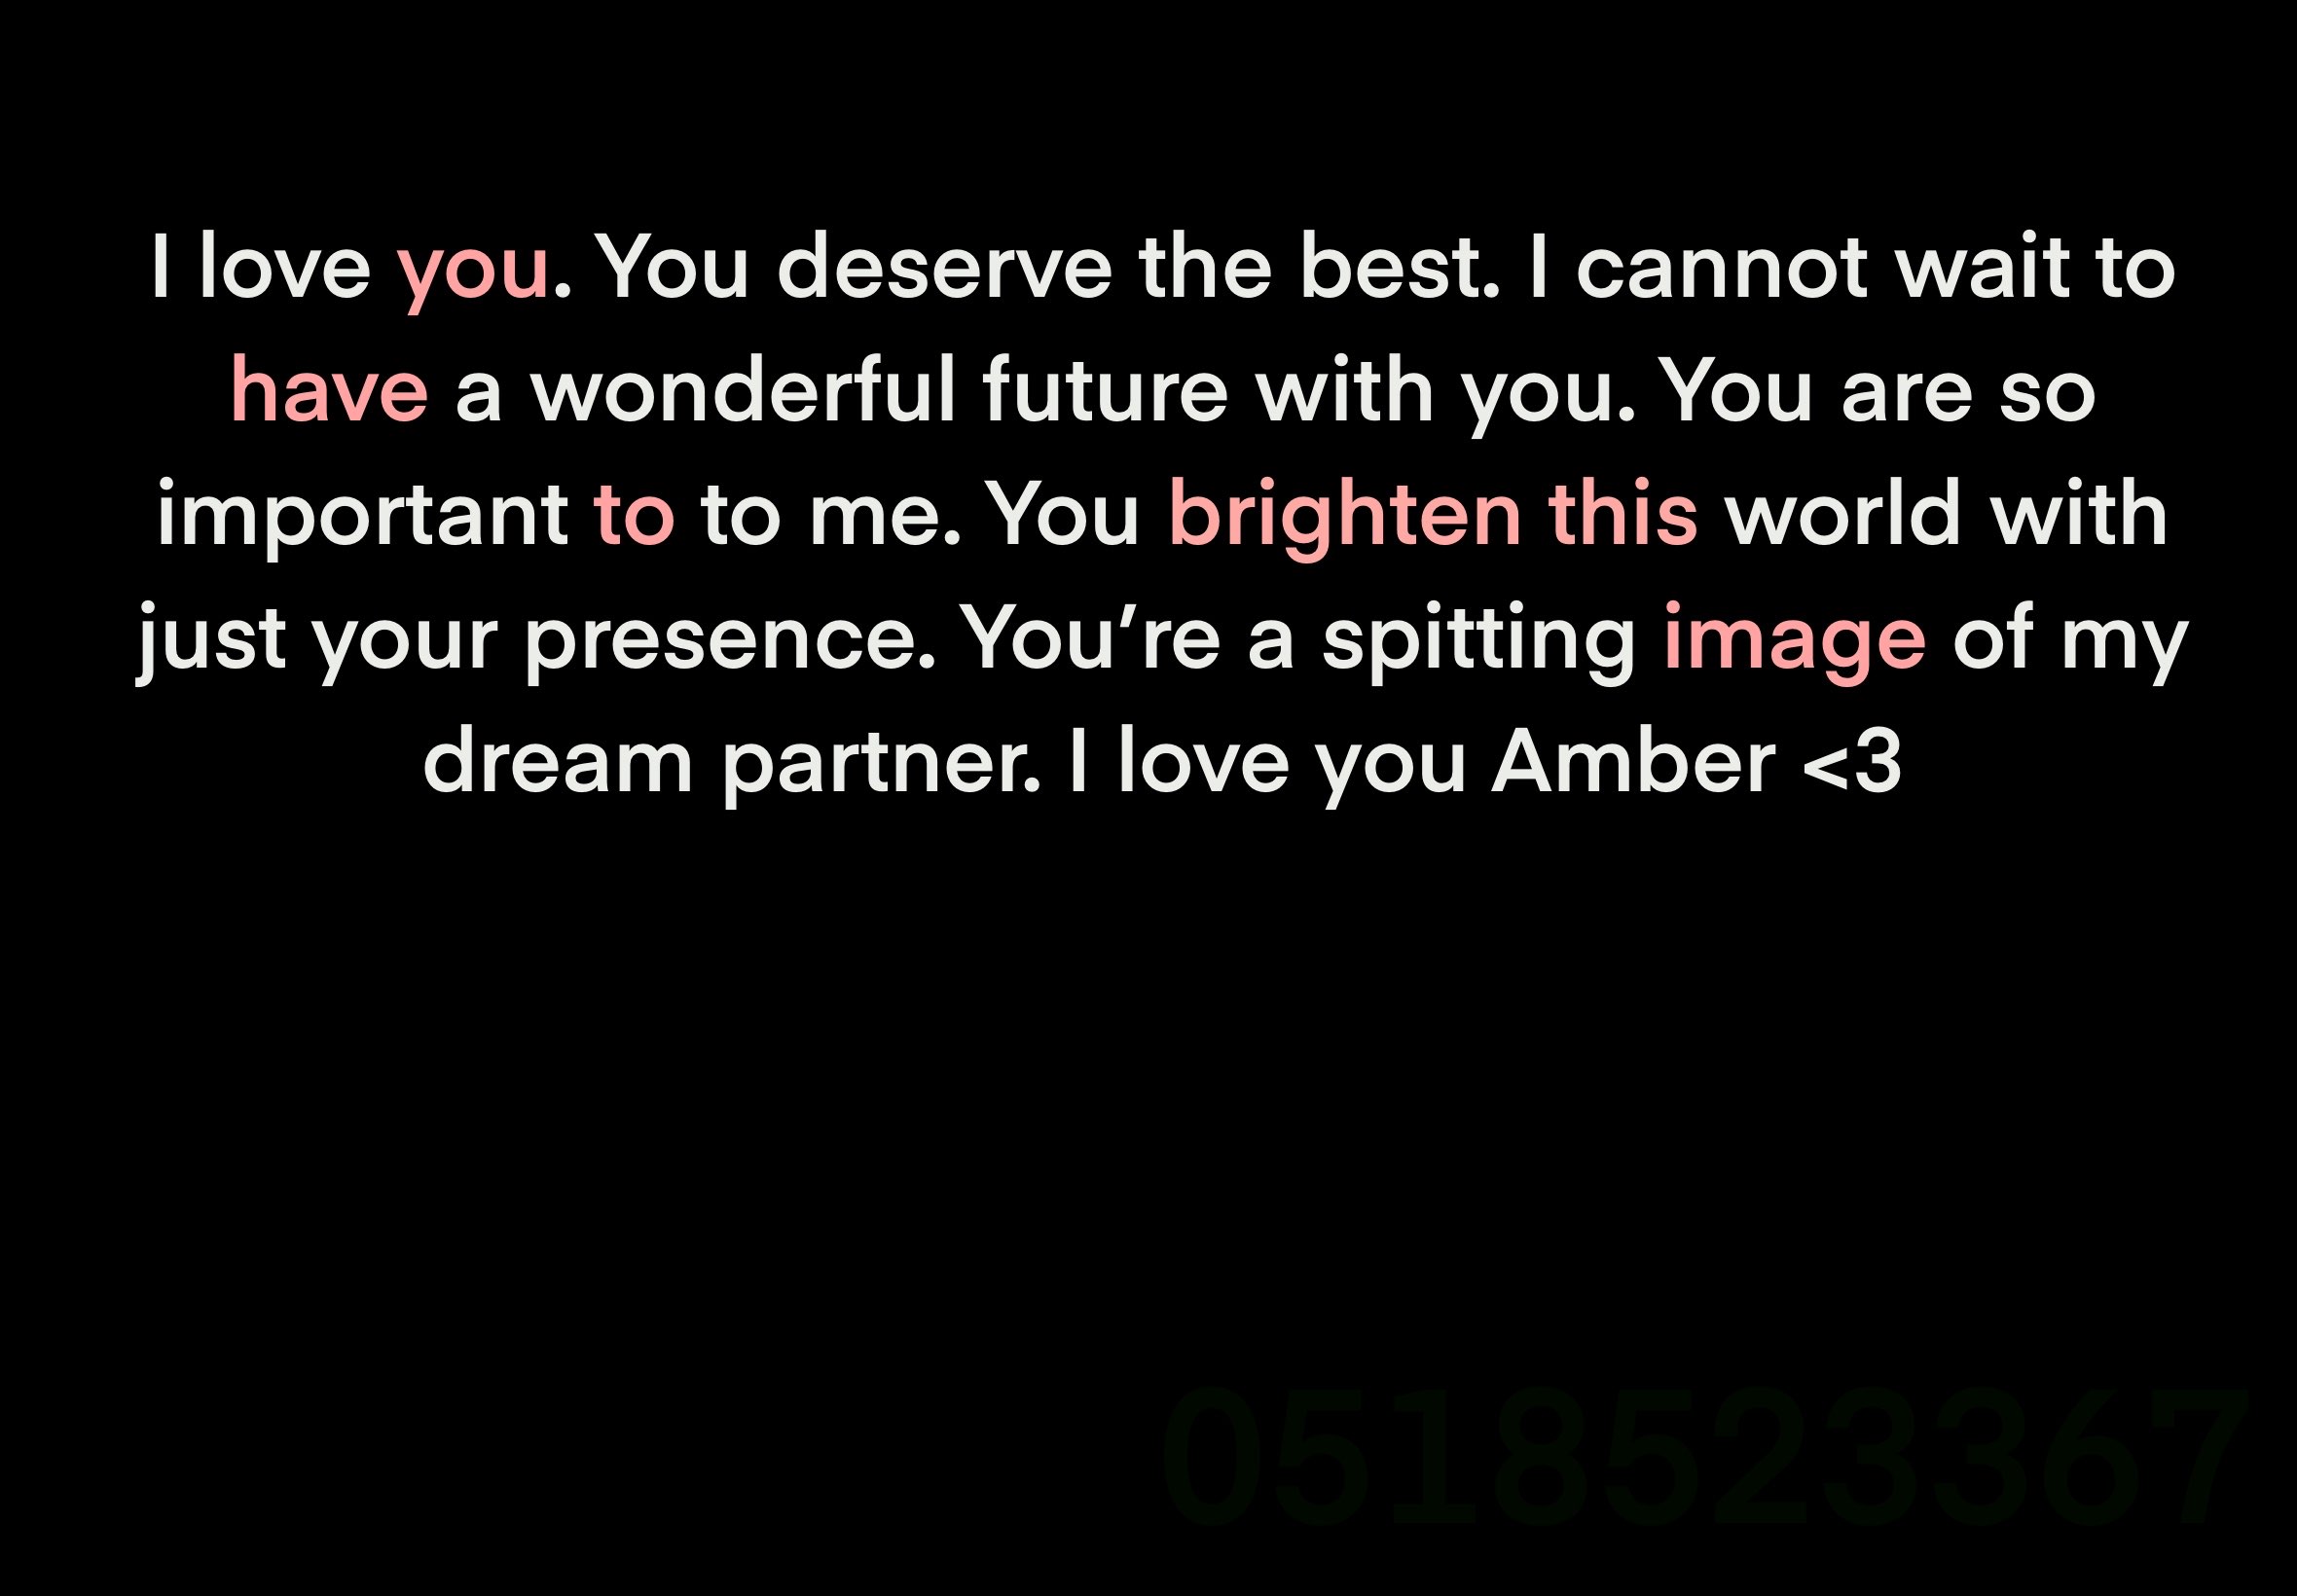 I love you. You deserve the best. I cannot wait to
have a wonderful future with you. You are so
important to to me. You brighten this world with
just your presence. You're a spitting image of my
dream partner. I love you Amber <3
0518523367